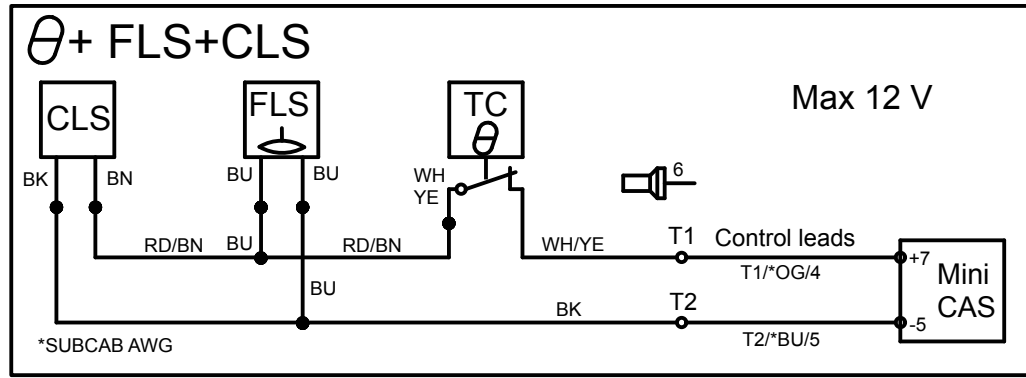 θ+ FLS+CLS
CLS
FLS
TC
θ
Max 12 V
BK
BN
BU
BU
WH
YE
6
RD/BN
BU
RD/BN
WH/YE
T1
Control leads
T1/*OG/4
+7
Mini
CAS
-5
BU
BK
T2
T2/*BU/5
*SUBCAB AWG